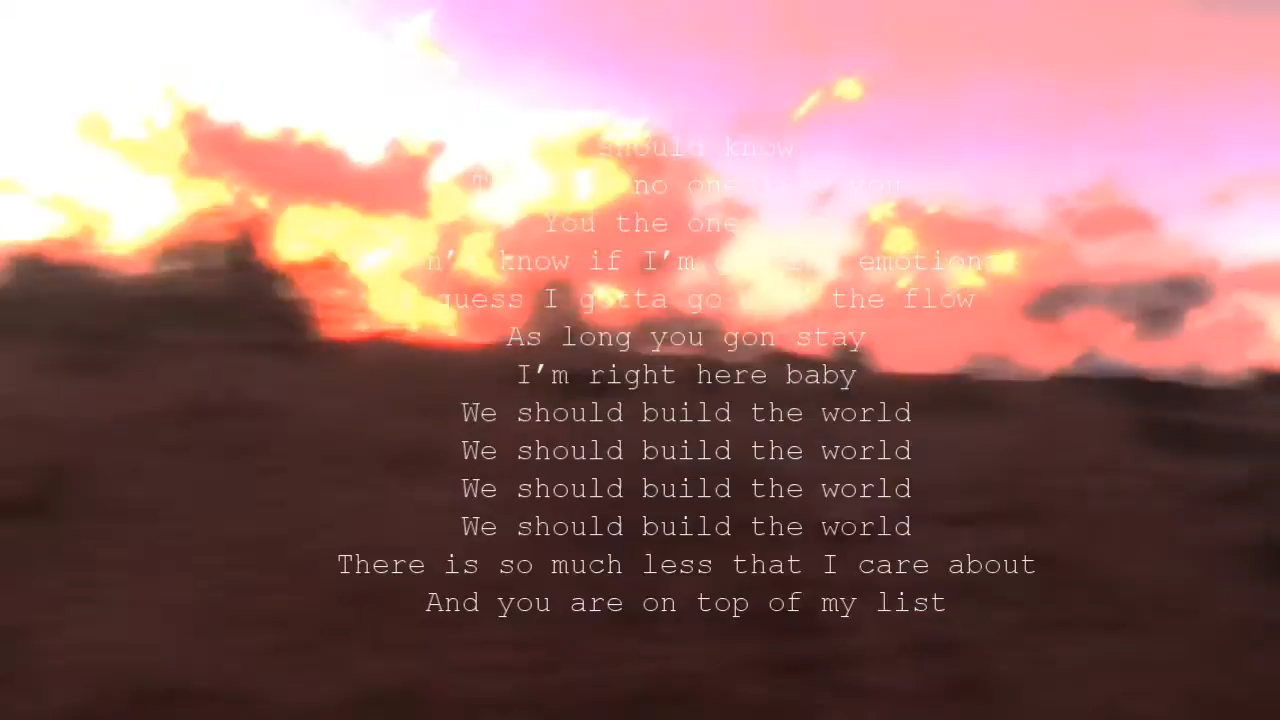 should know
no one you
You the one
know if I'm emotional
guess I gotta go the flow
As long you gon stay
I'm right here baby
We should build the world
We should build the world
We should build the world
We should build the world
There is so much less that I care about
And you are on top of my list